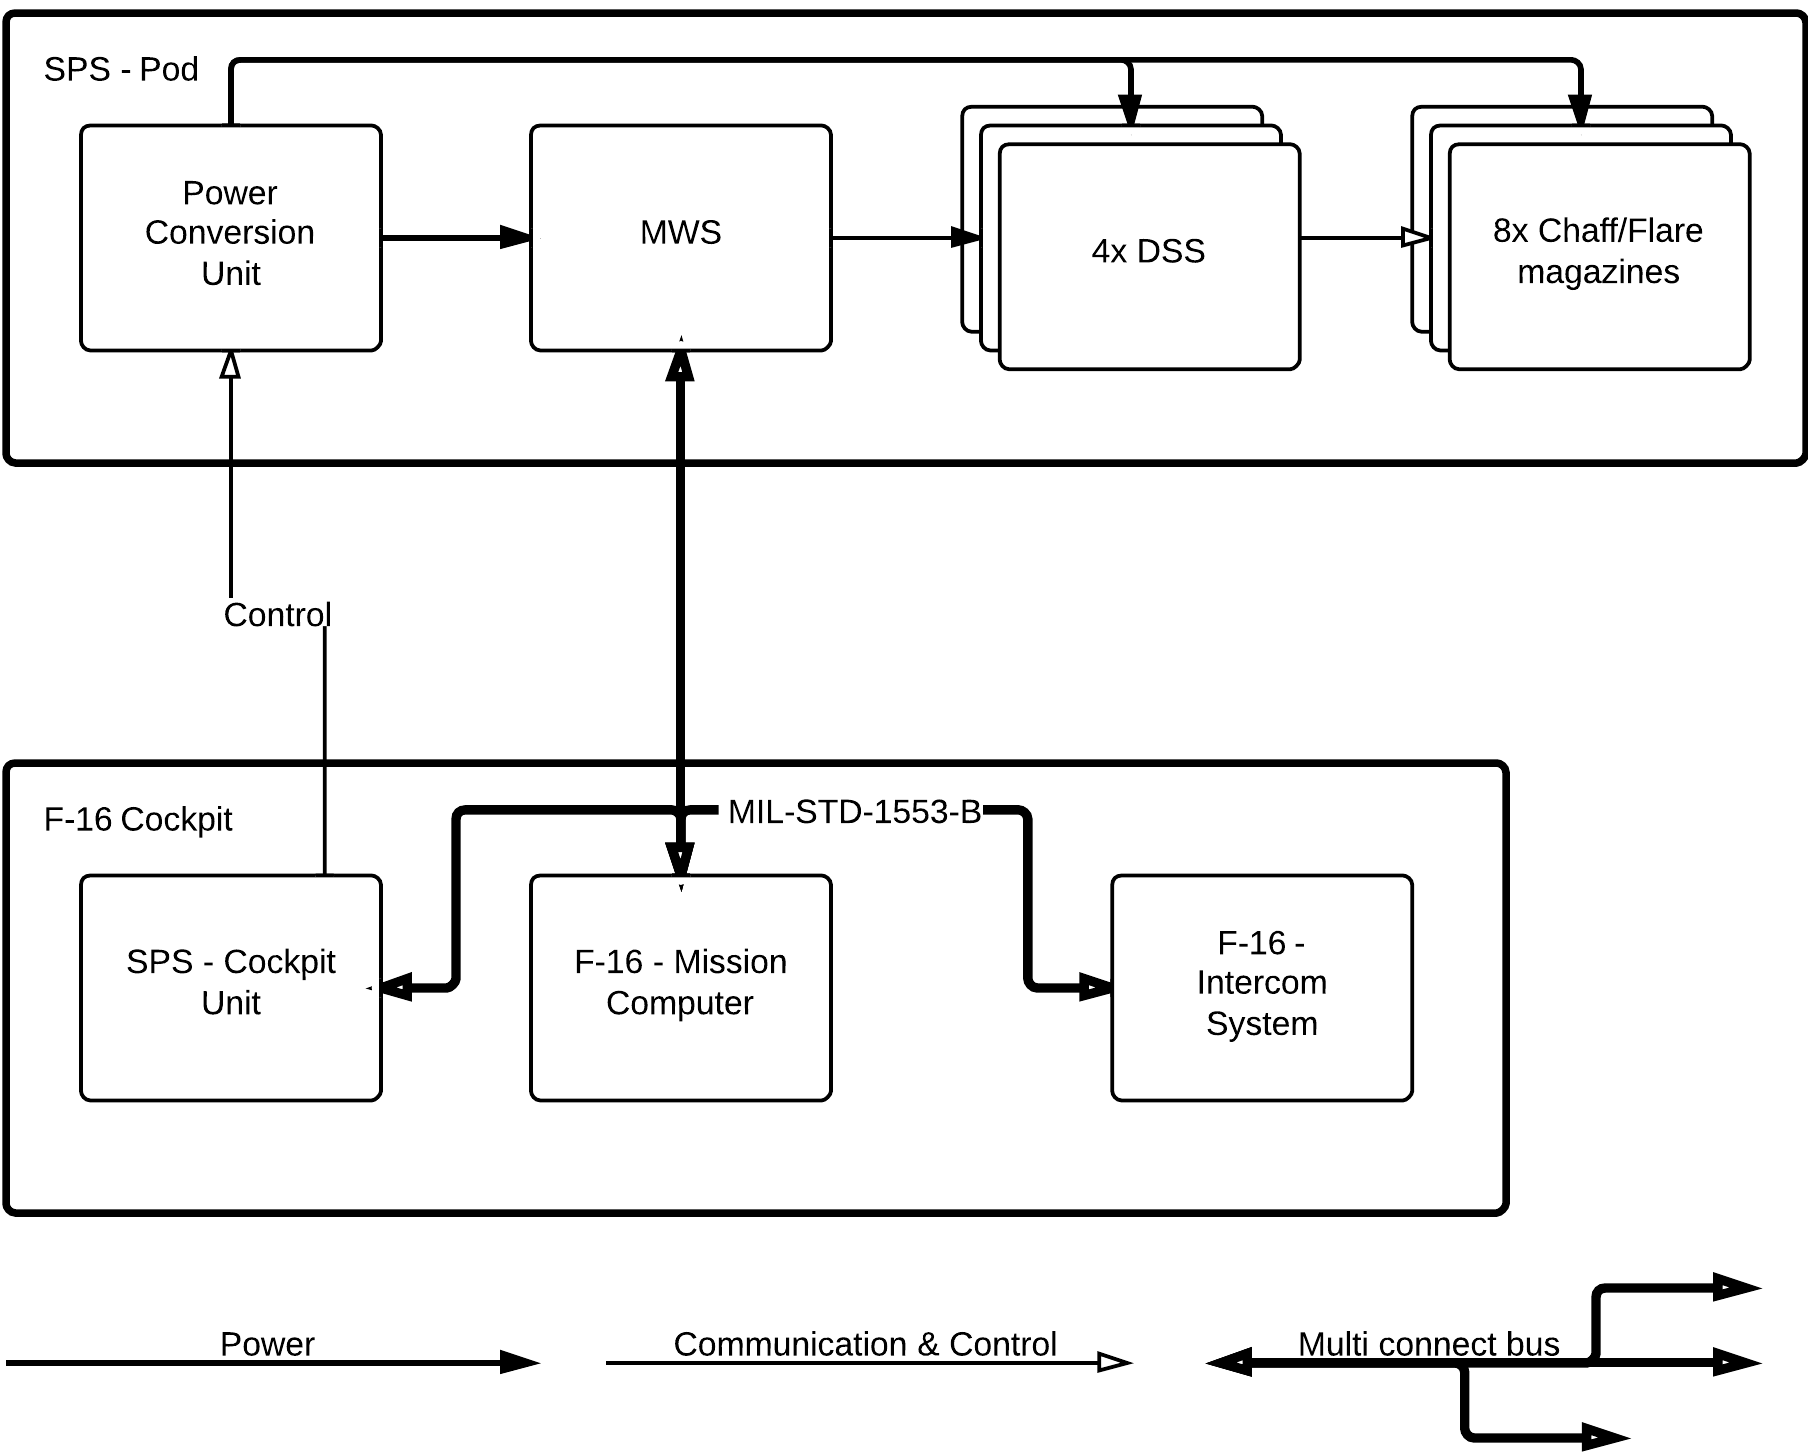 SPS - Pod
Power
Conversion
Unit
MWS
4x DSS
8x Chaff/Flare
magazines
Control
F-16 Cockpit
MIL-STD-1553-B
SPS - Cockpit
Unit
F-16 - Mission
Computer
F-16 -
Intercom
System
Power
Communication & Control
Multi connect bus